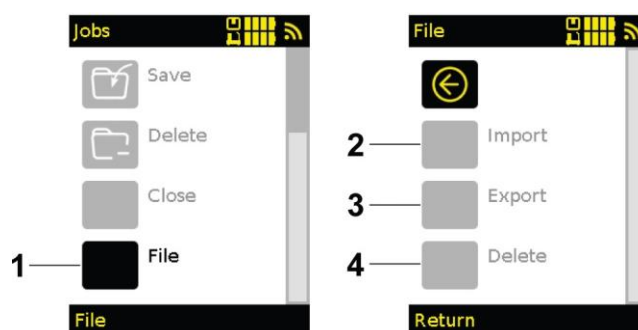 Jobs
Save
Delete
Close
1
File
File
File
2
Import
3
Export
4
Delete
Return